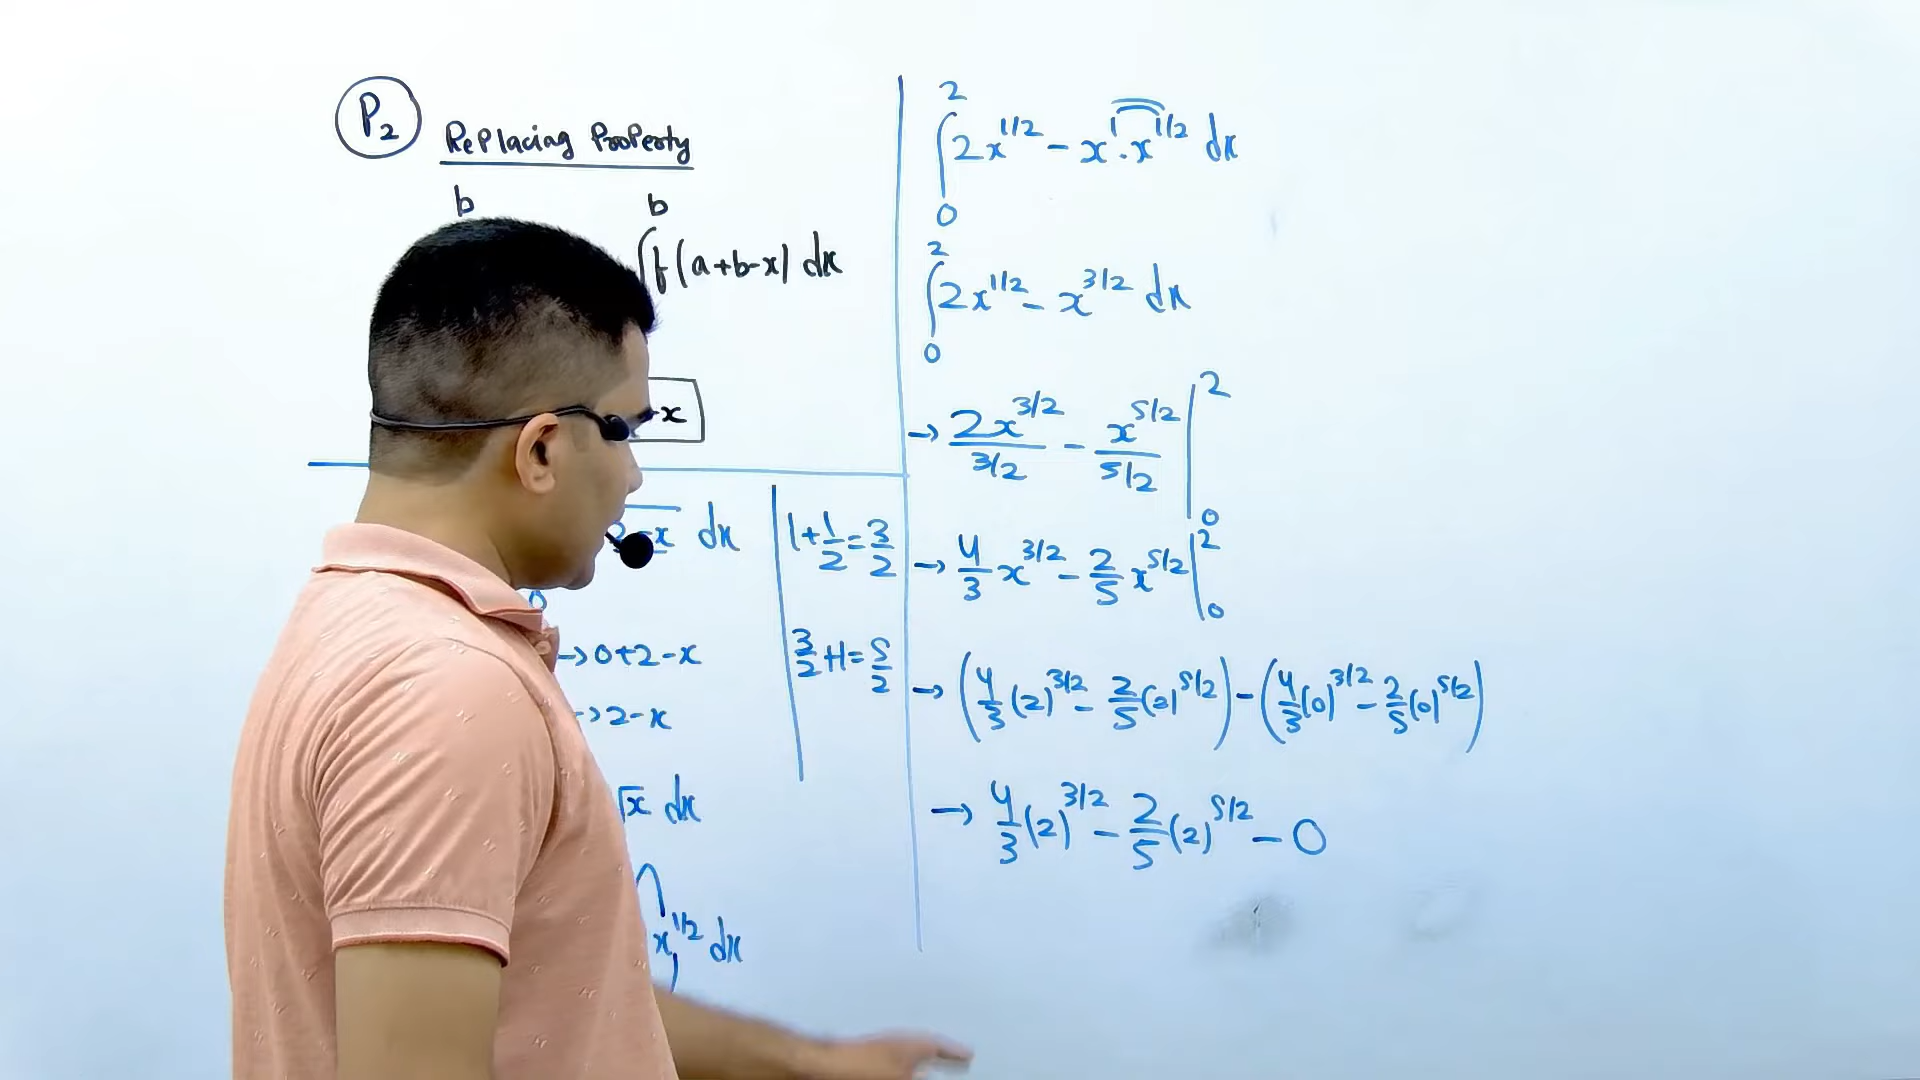 P₂ Replacing Property
b b
∫ f(a+b-x) dx
-x
2-x dx
0
→ 0+2-x
→ 2-x
√x dx
x^1/2 dx
1+1/2=3/2
3/2+1=5/2
2
∫ 2x^1/2 - x^1 . x^1/2 dx
0
2
∫ 2x^1/2 - x^3/2 dx
0
→ 2x^3/2 / 3/2 - x^5/2 / 5/2 |₀²
→ 4/3 x^3/2 - 2/5 x^5/2 |₀²
→ (4/3 (2)^3/2 - 2/5 (2)^5/2) - (4/3 (0)^3/2 - 2/5 (0)^5/2)
→ 4/3 (2)^3/2 - 2/5 (2)^5/2 - 0